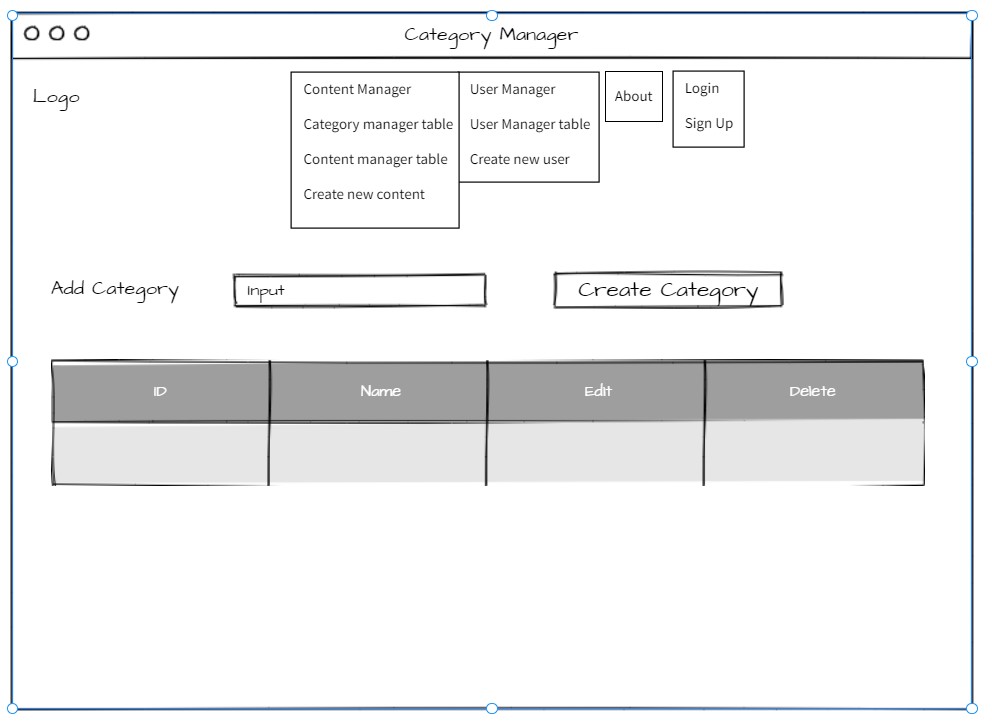 Category Manager
Logo
Content Manager
Category manager table
Content manager table
Create new content
User Manager
User Manager table
Create new user
About
Login
Sign Up
Add Category
Input
Create Category
ID Name Edit Delete